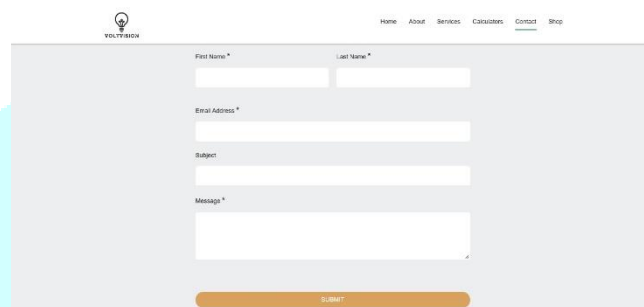 VOLTVISION
Home About Services Calculators Contact Shop
First Name * Last Name *
Email Address *
Subject
Message *
SUBMIT